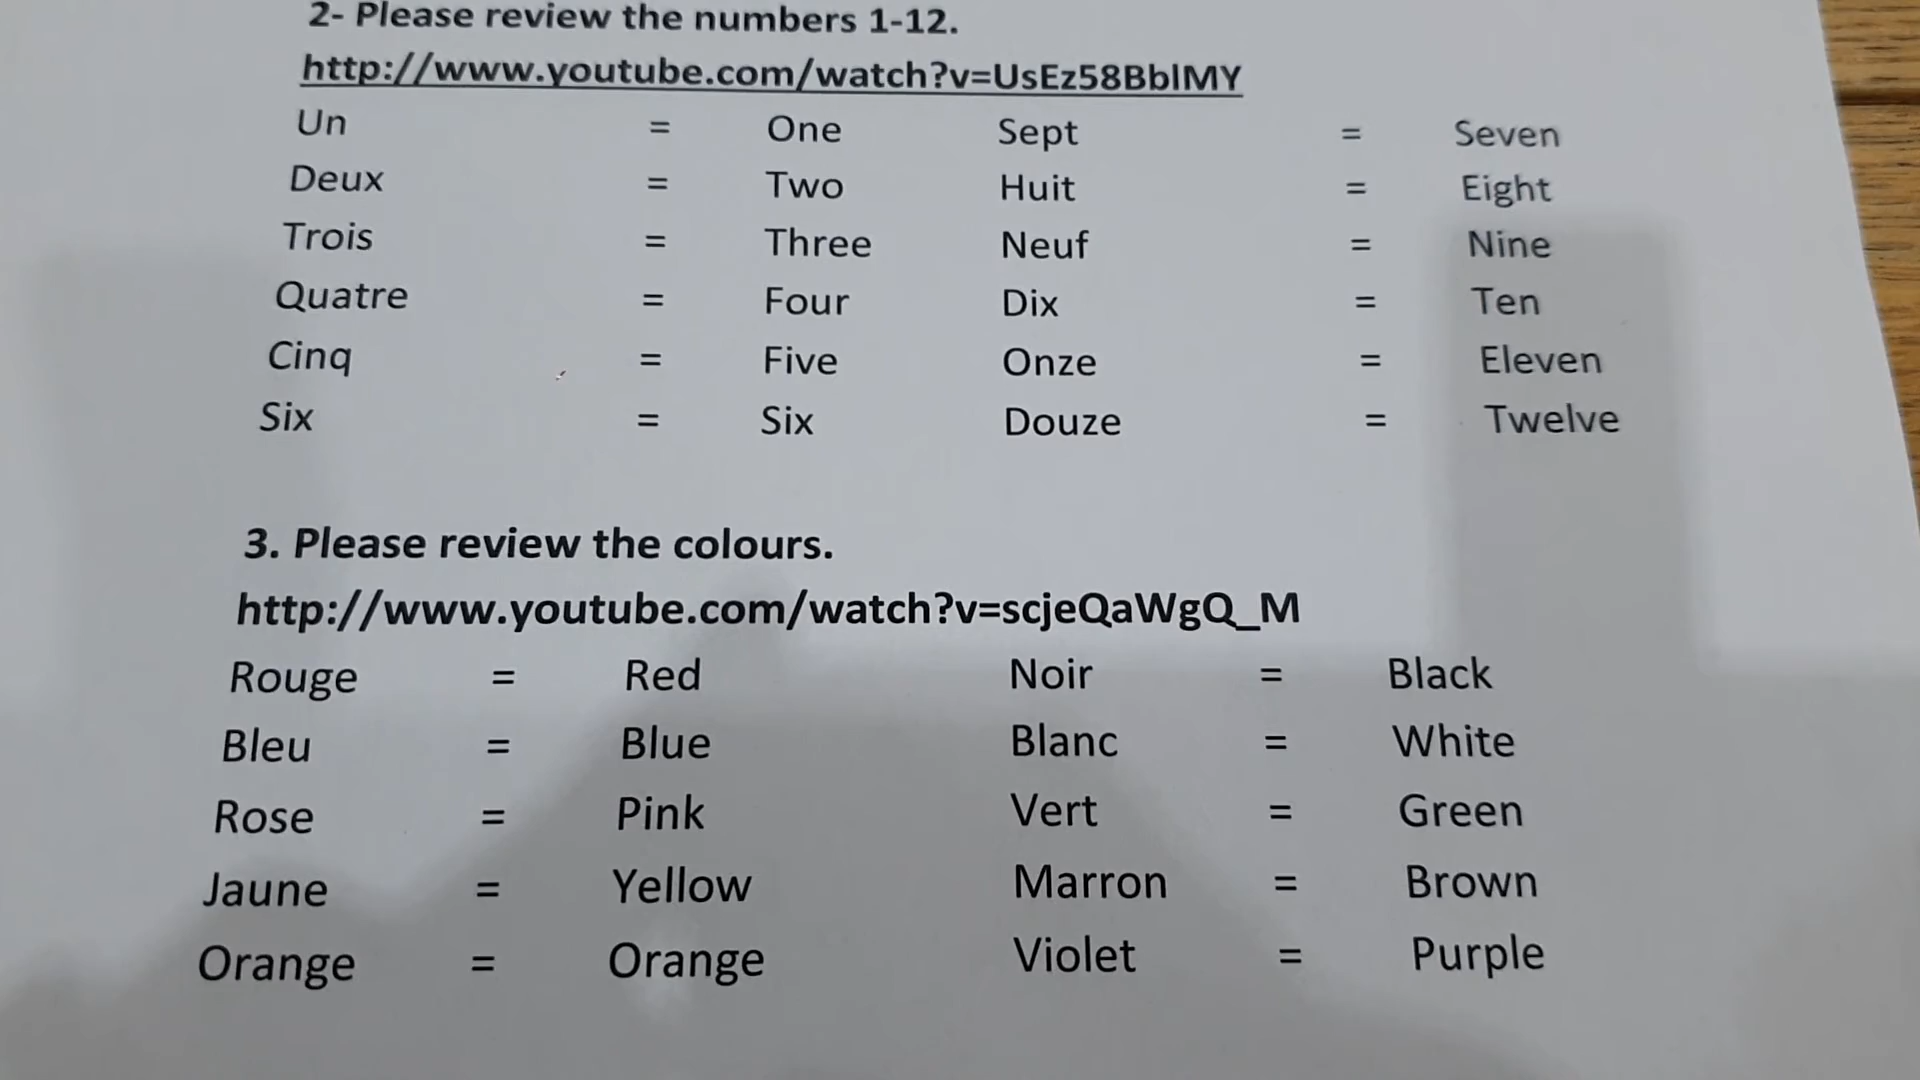 2- Please review the numbers 1-12.
http://www.youtube.com/watch?v=UsEz58BblMY
Un = One Sept = Seven
Deux = Two Huit = Eight
Trois = Three Neuf = Nine
Quatre = Four Dix = Ten
Cinq = Five Onze = Eleven
Six = Six Douze = Twelve
3. Please review the colours.
http://www.youtube.com/watch?v=scjeQaWgQ_M
Rouge = Red Noir = Black
Bleu = Blue Blanc = White
Rose = Pink Vert = Green
Jaune = Yellow Marron = Brown
Orange = Orange Violet = Purple